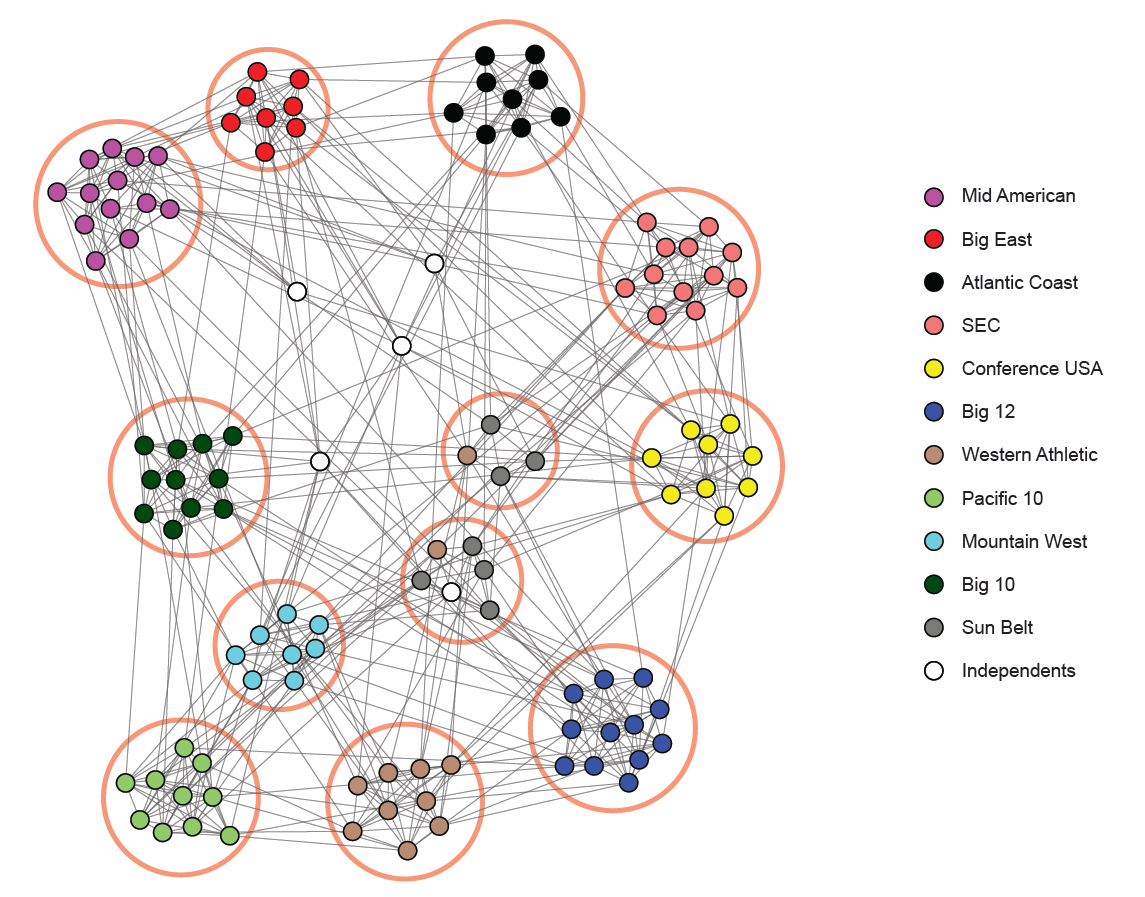 Mid American
Big East
Atlantic Coast
SEC
Conference USA
Big 12
Western Athletic
Pacific 10
Mountain West
Big 10
Sun Belt
Independents